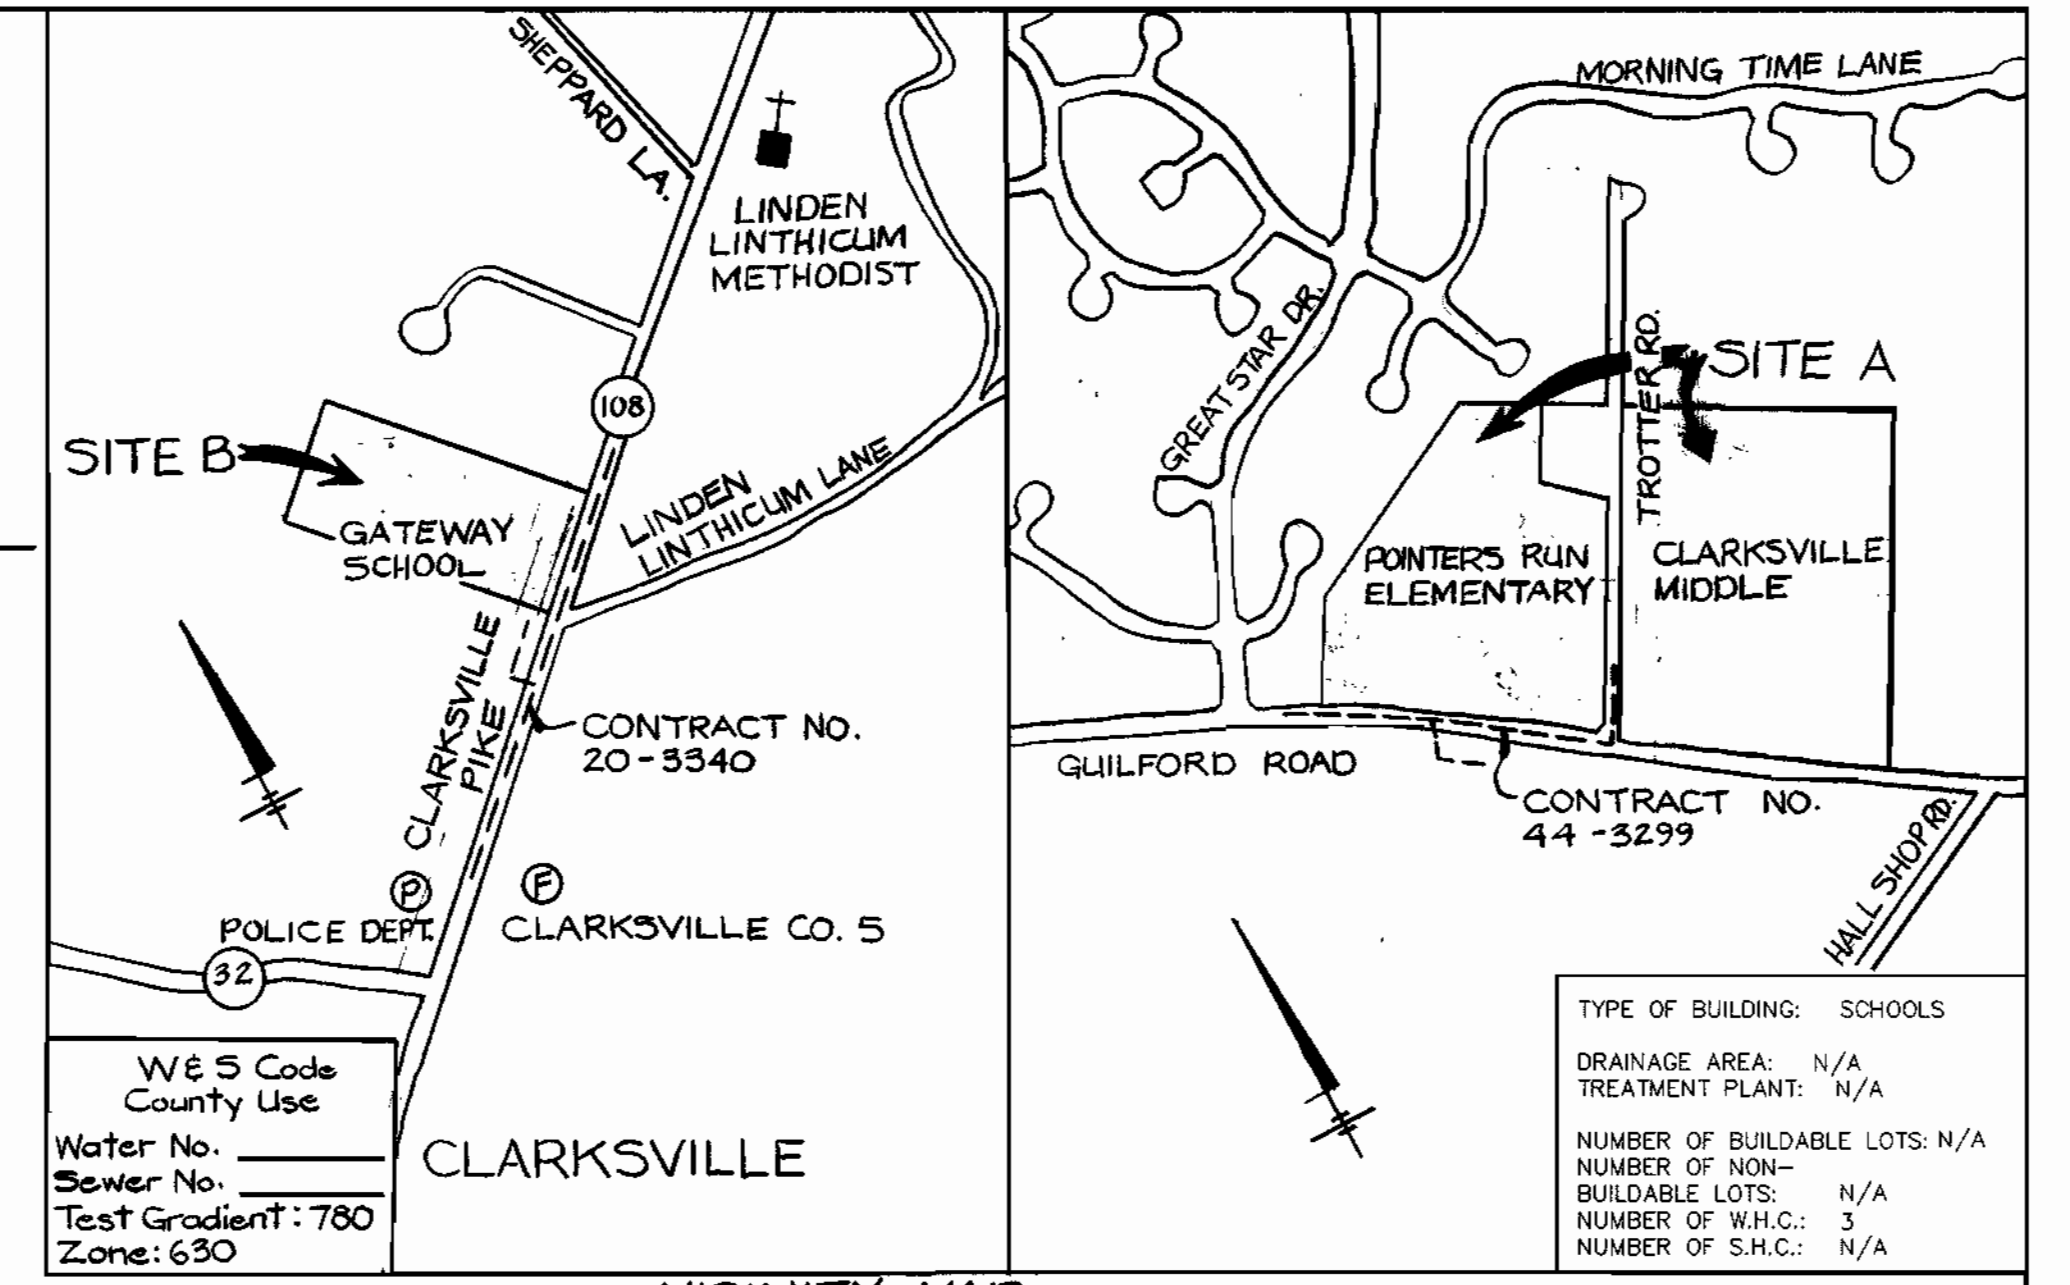 SHEPPARD LA.
LINDEN
LINTHICUM
METHODIST
108
SITE B
GATEWAY
SCHOOL
LINDEN
LINTHICUM LANE
CLARKSVILLE
PIKE
CONTRACT NO.
20-3340
P
F
POLICE DEPT.
CLARKSVILLE CO. 5
32
W & S Code
County Use
Water No.
Sewer No.
Test Gradient: 780
Zone: 630
CLARKSVILLE
MORNING TIME LANE
GREAT STAR DR.
TROTTER RD.
SITE A
POINTERS RUN
ELEMENTARY
CLARKSVILLE
MIDDLE
GUILFORD ROAD
CONTRACT NO.
44-3299
HALL SHOP RD.
TYPE OF BUILDING: SCHOOLS
DRAINAGE AREA: N/A
TREATMENT PLANT: N/A
NUMBER OF BUILDABLE LOTS: N/A
NUMBER OF NON-
BUILDABLE LOTS: N/A
NUMBER OF W.H.C.: 3
NUMBER OF S.H.C.: N/A